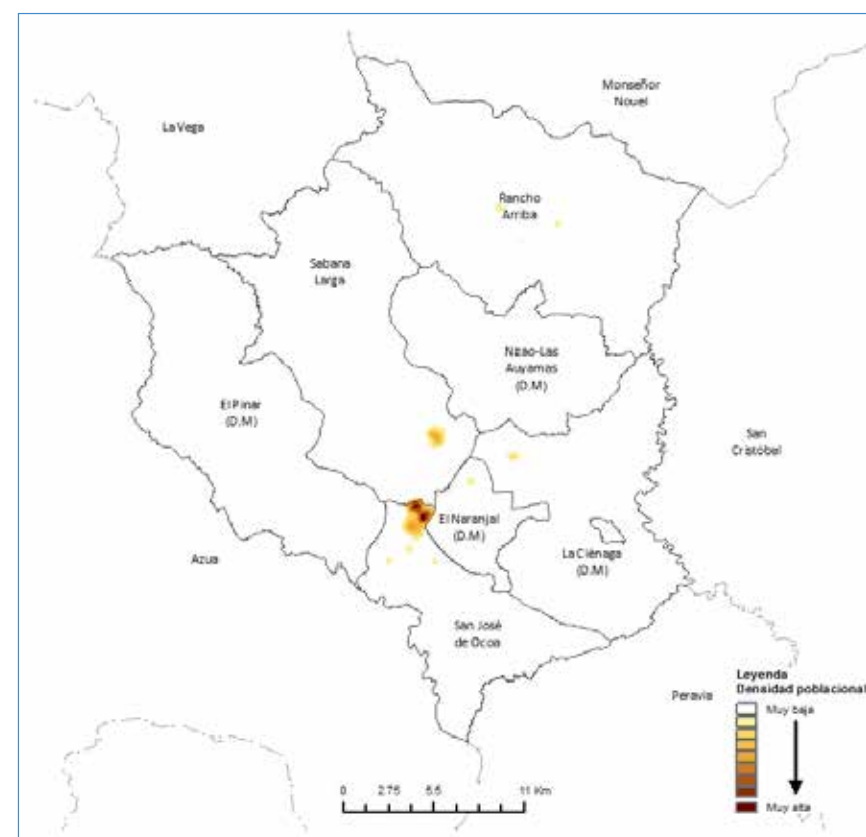 Monseñor
Nouel
La Vega
Rancho
Arriba
Sabana
Larga
Nizao-Las
Auyamas
(D.M)
El Pinar
(D.M)
San
Cristóbal
El Naranjal
(D.M)
La Ciénaga
(D.M)
Azua
San José
de Ocoa
Peravia
Leyenda
Densidad poblacional
Muy baja
Muy alta
0 2.75 5.5 11 Km